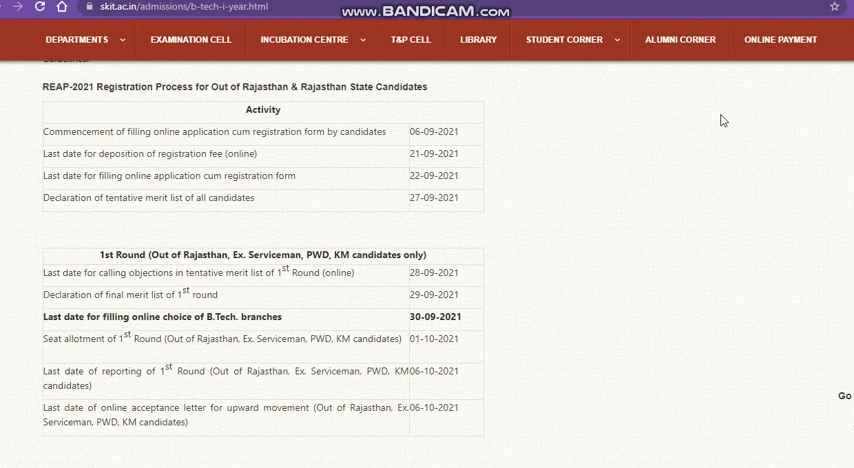 skit.ac.in/admissions/b-tech-i-year.html
WWW.BANDICAM.COM
DEPARTMENTS EXAMINATION CELL INCUBATION CENTRE T&P CELL LIBRARY STUDENT CORNER ALUMNI CORNER ONLINE PAYMENT
REAP-2021 Registration Process for Out of Rajasthan & Rajasthan State Candidates
Activity
Commencement of filling online application cum registration form by candidates 06-09-2021
Last date for deposition of registration fee (online) 21-09-2021
Last date for filling online application cum registration form 22-09-2021
Declaration of tentative merit list of all candidates 27-09-2021
1st Round (Out of Rajasthan, Ex. Serviceman, PWD, KM candidates only)
Last date for calling objections in tentative merit list of 1st Round (online) 28-09-2021
Declaration of final merit list of 1st round 29-09-2021
Last date for filling online choice of B.Tech. branches 30-09-2021
Seat allotment of 1st Round (Out of Rajasthan, Ex. Serviceman, PWD, KM candidates) 01-10-2021
Last date of reporting of 1st Round (Out of Rajasthan, Ex. Serviceman, PWD, KM 06-10-2021
candidates)
Go
Last date of online acceptance letter for upward movement (Out of Rajasthan, Ex. 06-10-2021
Serviceman, PWD, KM candidates)